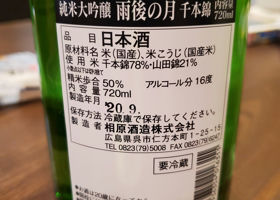 純米大吟醸 雨後の月 千本錦 内容量 720ml
品目 日本酒
原材料名 米(国産)、米こうじ(国産米)
米 千本錦78%・山田錦21%
精米歩合 50% アルコール分 16度
内容量 720ml
製造年月 20.9.
保存方法 冷蔵庫で保存してください。
製造者 相原酒造株式会社
広島県呉市仁方本町1-25-15
TEL 0823(79)5008 FAX 0823(79)6247
要冷蔵